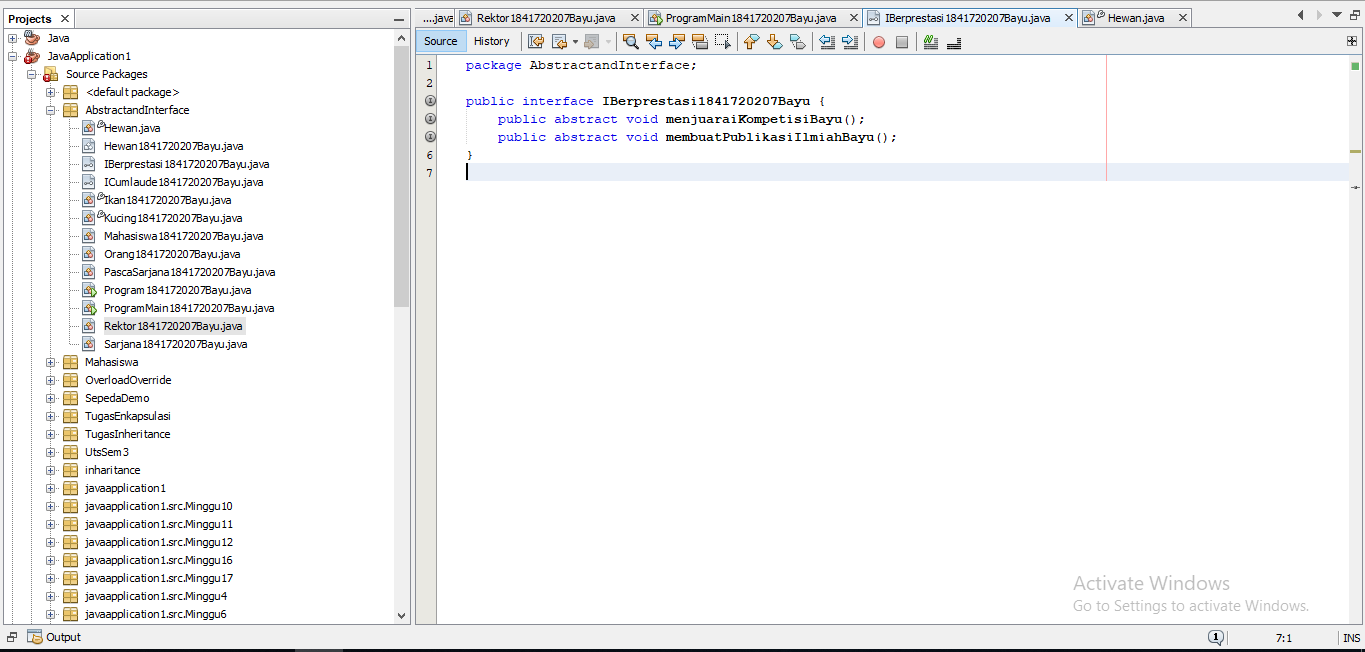 Projects
Java
JavaApplication1
Source Packages
<default package>
AbstractandInterface
Hewan.java
Hewan1841720207Bayu.java
IBerprestasi1841720207Bayu.java
ICumlaude1841720207Bayu.java
Ikan1841720207Bayu.java
Kucing1841720207Bayu.java
Mahasiswa1841720207Bayu.java
Orang1841720207Bayu.java
PascaSarjana1841720207Bayu.java
Program1841720207Bayu.java
ProgramMain1841720207Bayu.java
Rektor1841720207Bayu.java
Sarjana1841720207Bayu.java
Mahasiswa
OverloadOverride
SepedaDemo
TugasEnkapsulasi
TugasInheritance
UtsSem3
inharitance
javaapplication1
javaapplication1.src.Minggu10
javaapplication1.src.Minggu11
javaapplication1.src.Minggu12
javaapplication1.src.Minggu16
javaapplication1.src.Minggu17
javaapplication1.src.Minggu4
javaapplication1.src.Minggu6
....java Rektor1841720207Bayu.java ProgramMain1841720207Bayu.java IBerprestasi1841720207Bayu.java Hewan.java
Source History
1 package AbstractandInterface;
2
public interface IBerprestasi1841720207Bayu {
public abstract void menjuaraiKompetisiBayu();
public abstract void membuatPublikasiIlmiahBayu();
6 }
7
Activate Windows
Go to Settings to activate Windows.
Output
1 7:1 INS